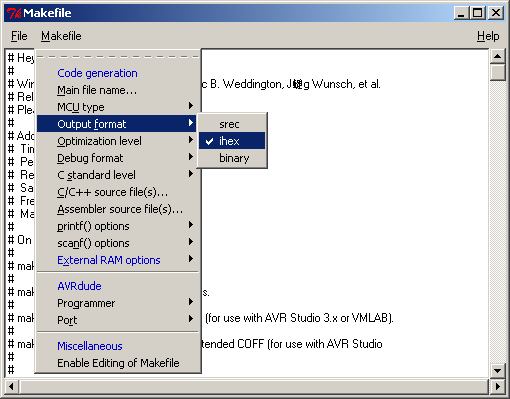 Makefile
File Makefile Help
# Hey
#
# Win c B. Weddington, Wunsch, et al.
# Rel
# Plea
#
# Add
# Tim
# Pe
# Re
# Sa
# Fre
# Ma
#
# On
#
# mak
#
# mak s.
#
# mak (for use with AVR Studio 3.x or VMLAB).
#
# mak tended COFF (for use with AVR Studio
#
#
Code generation
Main file name...
MCU type
Output format
Optimization level
Debug format
C standard level
C/C++ source file(s)...
Assembler source file(s)...
printf() options
scanf() options
External RAM options
AVRdude
Programmer
Port
Miscellaneous
Enable Editing of Makefile
srec
ihex
binary